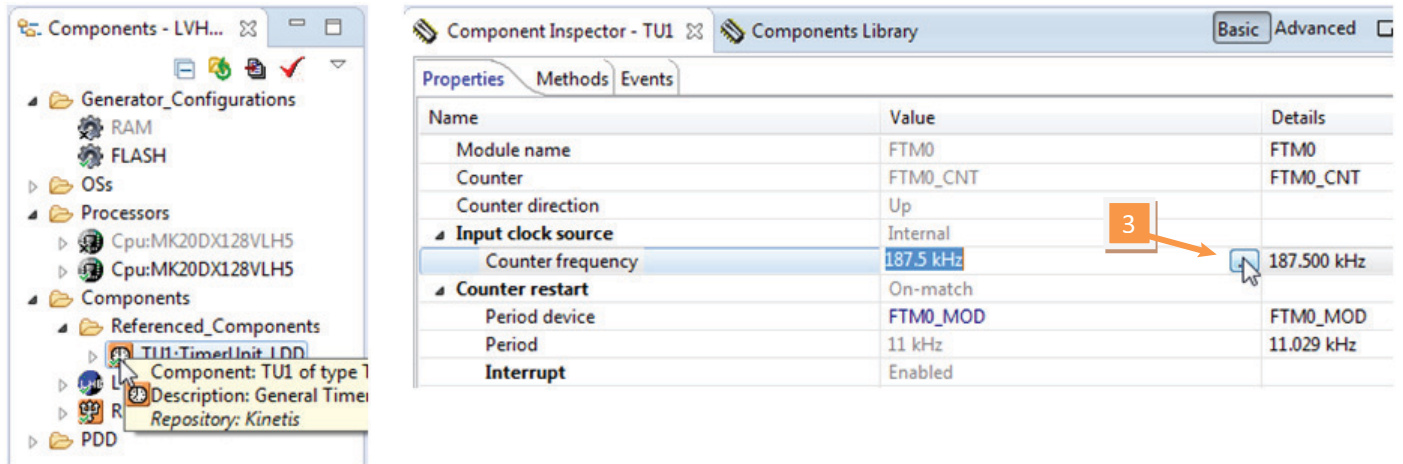 Components - LVH...
Generator_Configurations
RAM
FLASH
OSs
Processors
Cpu:MK20DX128VLH5
Cpu:MK20DX128VLH5
Components
Referenced_Components
TU1:TimerUnit_LDD
Component: TU1 of type T
L
Description: General Timer
R
Repository: Kinetis
PDD
Component Inspector - TU1
Components Library
Basic
Advanced
Properties
Methods
Events
Name Value Details
Module name FTM0 FTM0
Counter FTM0_CNT FTM0_CNT
Counter direction Up
Input clock source Internal
3
Counter frequency 187.5 kHz 187.500 kHz
Counter restart On-match
Period device FTM0_MOD FTM0_MOD
Period 11 kHz 11.029 kHz
Interrupt Enabled